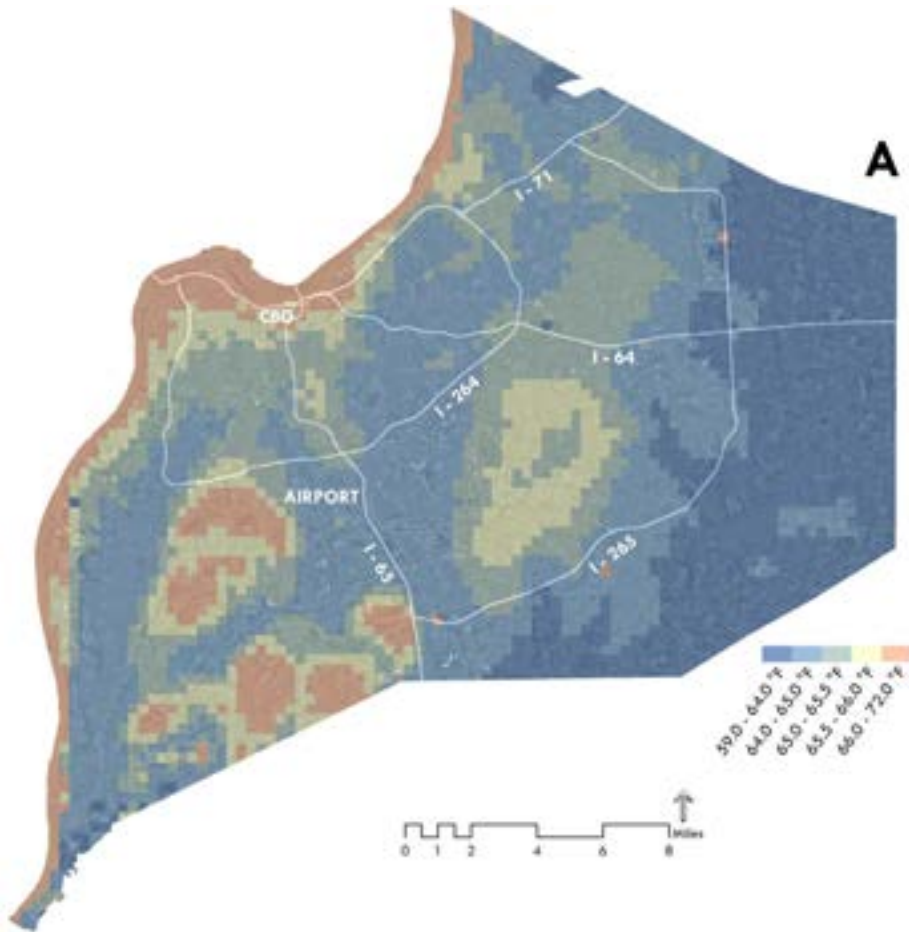 A
I - 71
CBD
I - 64
I - 264
AIRPORT
I - 65
I - 265
59.0 - 64.0 °F
64.0 - 65.0 °F
65.0 - 65.5 °F
65.5 - 66.0 °F
66.0 - 72.0 °F
Miles
0 1 2 4 6 8